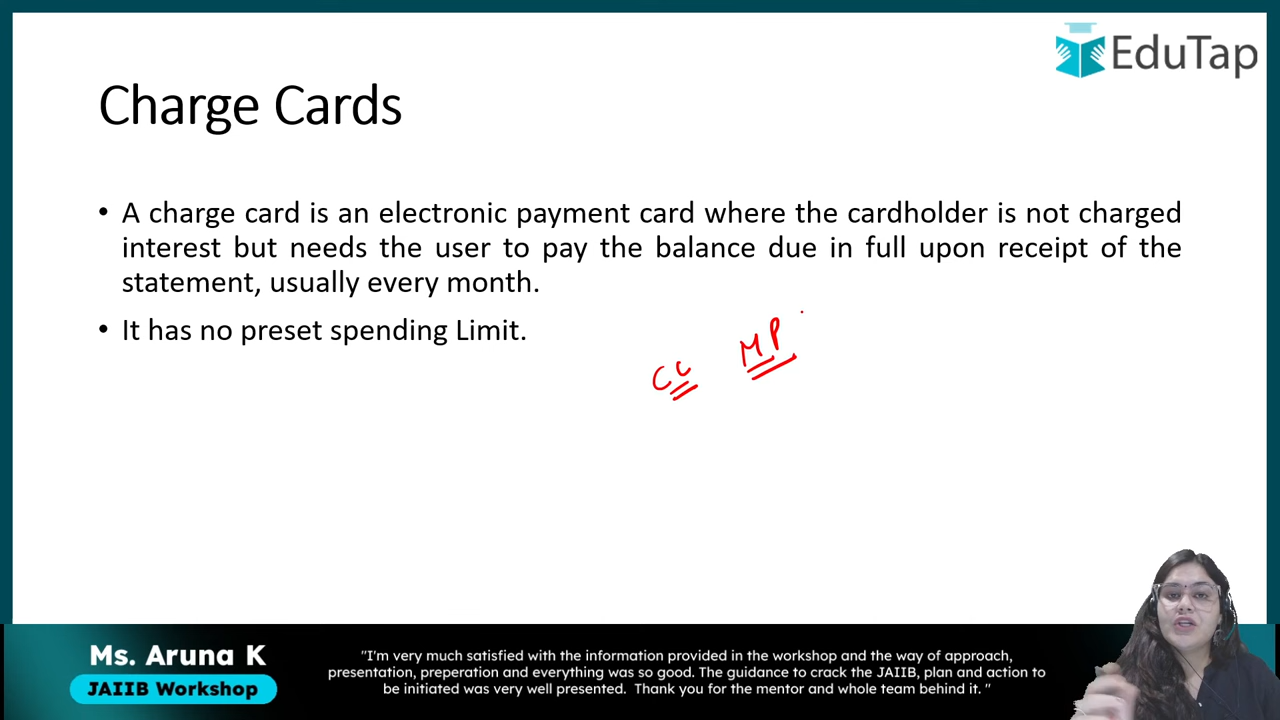 EduTap
Charge Cards
• A charge card is an electronic payment card where the cardholder is not charged
interest but needs the user to pay the balance due in full upon receipt of the
statement, usually every month.
• It has no preset spending Limit.
MP
CC
Ms. Aruna K
JAIIB Workshop
"I'm very much satisfied with the information provided in the workshop and the way of approach,
presentation, preperation and everything was so good. The guidance to crack the JAIIB, plan and action to
be initiated was very well presented. Thank you for the mentor and whole team behind it. "